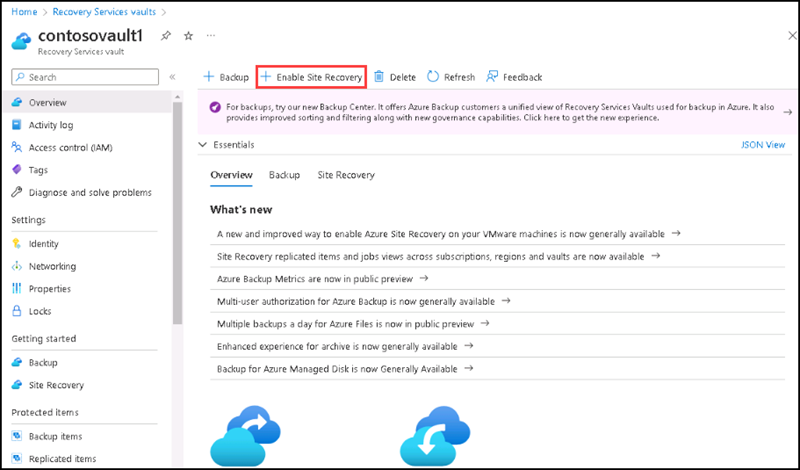 Home > Recovery Services vaults >
contosovault1
Recovery Services vault
Search
Overview
Activity log
Access control (IAM)
Tags
Diagnose and solve problems
Settings
Identity
Networking
Properties
Locks
Getting started
Backup
Site Recovery
Protected items
Backup items
Replicated items
+ Backup + Enable Site Recovery Delete Refresh Feedback
For backups, try our new Backup Center. It offers Azure Backup customers a unified view of Recovery Services Vaults used for backup in Azure. It also
provides improved sorting and filtering along with new governance capabilities. Click here to get the new experience.
Essentials JSON View
Overview Backup Site Recovery
What's new
A new and improved way to enable Azure Site Recovery on your VMware machines is now generally available →
Site Recovery replicated items and jobs views across subscriptions, regions and vaults are now available →
Azure Backup Metrics are now in public preview →
Multi-user authorization for Azure Backup is now generally available →
Multiple backups a day for Azure Files is now in public preview →
Enhanced experience for archive is now generally available →
Backup for Azure Managed Disk is now Generally Available →